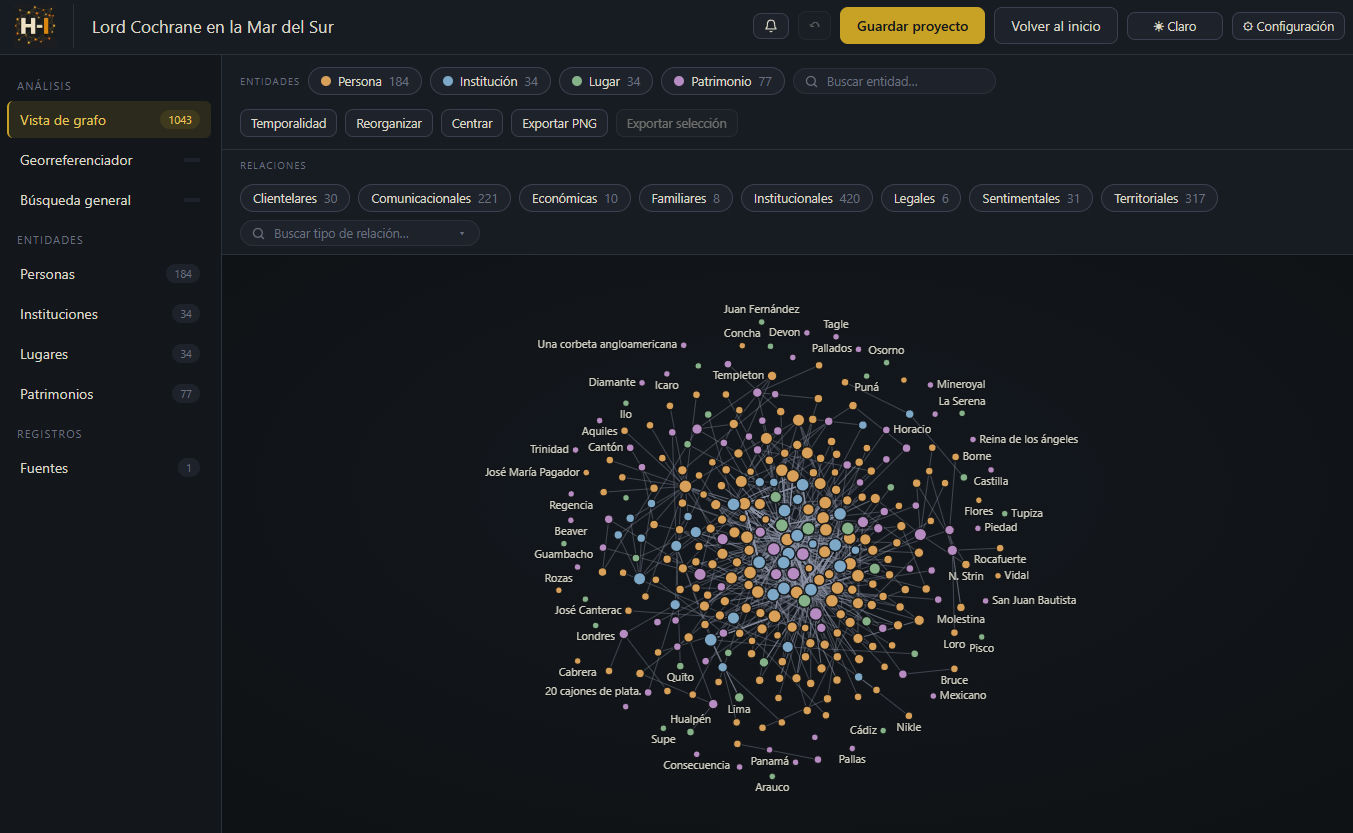 H-I
Lord Cochrane en la Mar del Sur
Guardar proyecto
Volver al inicio
☀ Claro
⚙ Configuración
ANÁLISIS
Vista de grafo 1043
Georreferenciador
Búsqueda general
ENTIDADES
Personas 184
Instituciones 34
Lugares 34
Patrimonios 77
REGISTROS
Fuentes 1
ENTIDADES
Persona 184
Institución 34
Lugar 34
Patrimonio 77
Buscar entidad...
Temporalidad
Reorganizar
Centrar
Exportar PNG
Exportar selección
RELACIONES
Clientelares 30
Comunicacionales 221
Económicas 10
Familiares 8
Institucionales 420
Legales 6
Sentimentales 31
Territoriales 317
Buscar tipo de relación...
Juan Fernández
Tagle
Concha
Devon
Una corbeta angloamericana
Pallados
Osorno
Templeton
Diamante
Icaro
Puná
Mineroyal
La Serena
Ilo
Aquiles
Horacio
Reina de los ángeles
Trinidad
Cantón
Borne
José María Pagador
Castilla
Regencia
Flores
Tupiza
Piedad
Beaver
Guambacho
Rocafuerte
Rozas
N. Strin
Vidal
San Juan Bautista
José Canterac
Molestina
Londres
Loro
Pisco
Cabrera
Quito
Bruce
20 cajones de plata.
Mexicano
Lima
Hualpén
Nikle
Cádiz
Supe
Consecuencia
Panamá
Pallas
Arauco